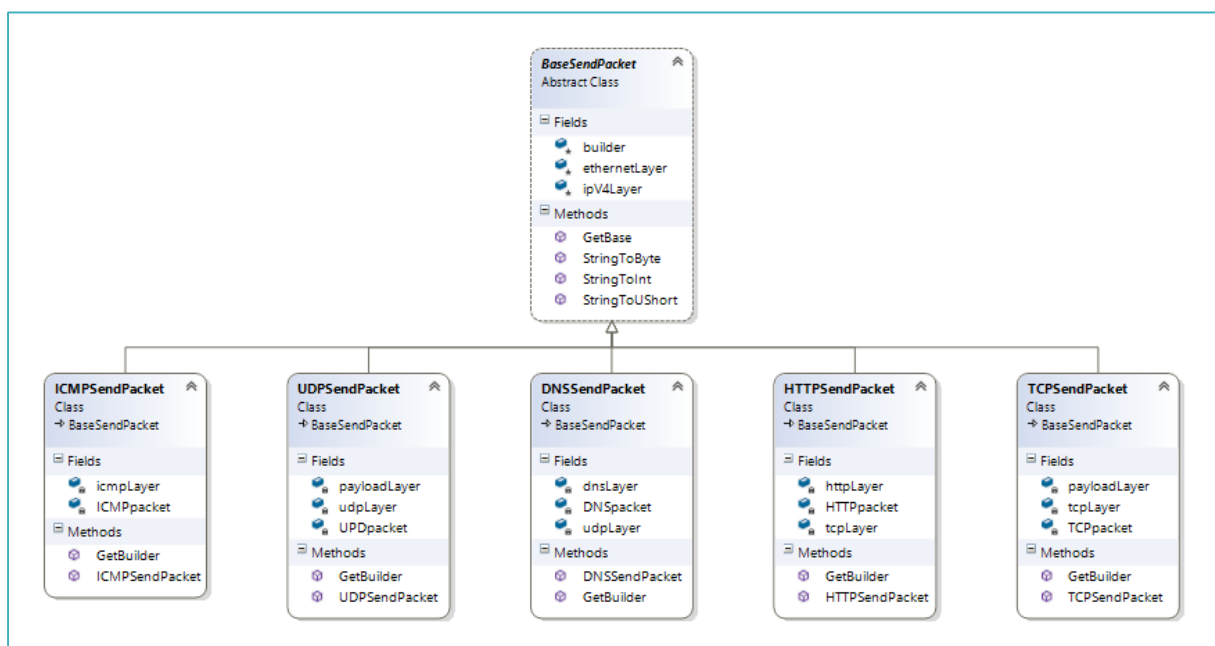 BaseSendPacket
Abstract Class
Fields
builder
ethernetLayer
ipV4Layer
Methods
GetBase
StringToByte
StringToInt
StringToUShort
ICMPSendPacket
Class
BaseSendPacket
Fields
icmpLayer
ICMPpacket
Methods
GetBuilder
ICMPSendPacket
UDPSendPacket
Class
BaseSendPacket
Fields
payloadLayer
udpLayer
UPDpacket
Methods
GetBuilder
UDPSendPacket
DNSSendPacket
Class
BaseSendPacket
Fields
dnsLayer
DNSpacket
udpLayer
Methods
DNSSendPacket
GetBuilder
HTTPSendPacket
Class
BaseSendPacket
Fields
httpLayer
HTTPpacket
tcpLayer
Methods
GetBuilder
HTTPSendPacket
TCPSendPacket
Class
BaseSendPacket
Fields
payloadLayer
tcpLayer
TCPpacket
Methods
GetBuilder
TCPSendPacket